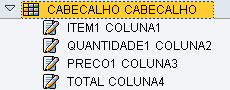 CABECALHO CABECALHO
ITEM1 COLUNA1
QUANTIDADE1 COLUNA2
PRECO1 COLUNA3
TOTAL COLUNA4